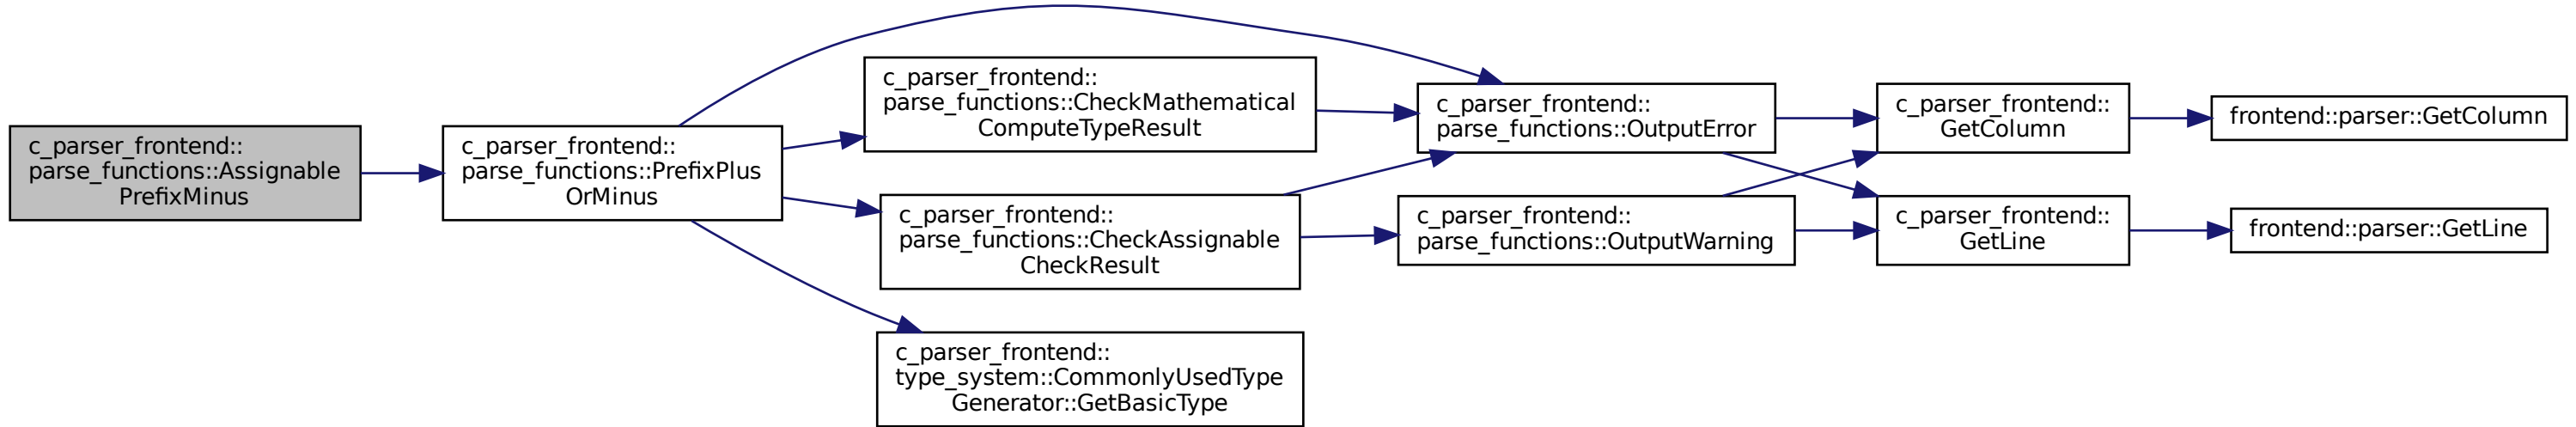 c_parser_frontend::
parse_functions::Assignable
PrefixMinus
c_parser_frontend::
parse_functions::PrefixPlus
OrMinus
c_parser_frontend::
parse_functions::CheckMathematical
ComputeTypeResult
c_parser_frontend::
parse_functions::CheckAssignable
CheckResult
c_parser_frontend::
type_system::CommonlyUsedType
Generator::GetBasicType
c_parser_frontend::
parse_functions::OutputError
c_parser_frontend::
parse_functions::OutputWarning
c_parser_frontend::
GetColumn
c_parser_frontend::
GetLine
frontend::parser::GetColumn
frontend::parser::GetLine